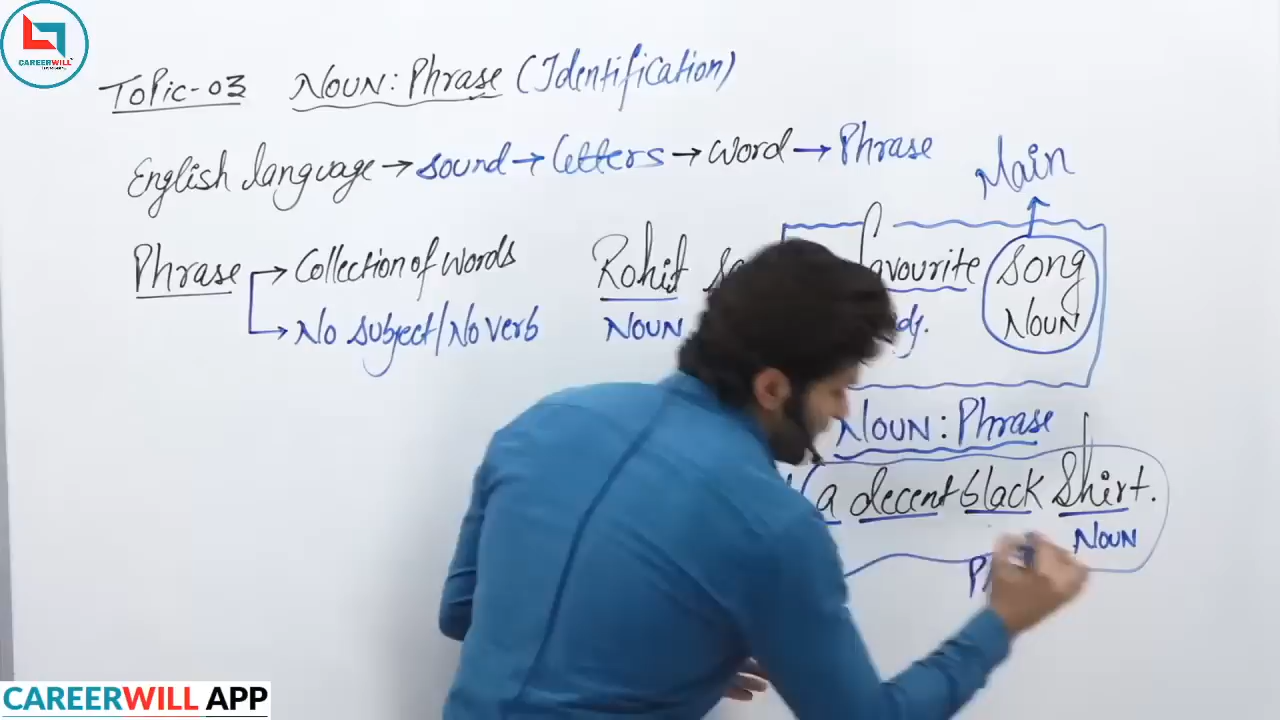 CAREERWILL
Topic-03 Noun: Phrase (Identification)
English language → sound → letters → word → Phrase
Main
Phrase → Collection of words
→ No subject/No verb
Rohit favourite song
Noun adj. Noun
Noun: Phrase
a decent black Shirt.
Noun
CAREERWILL APP